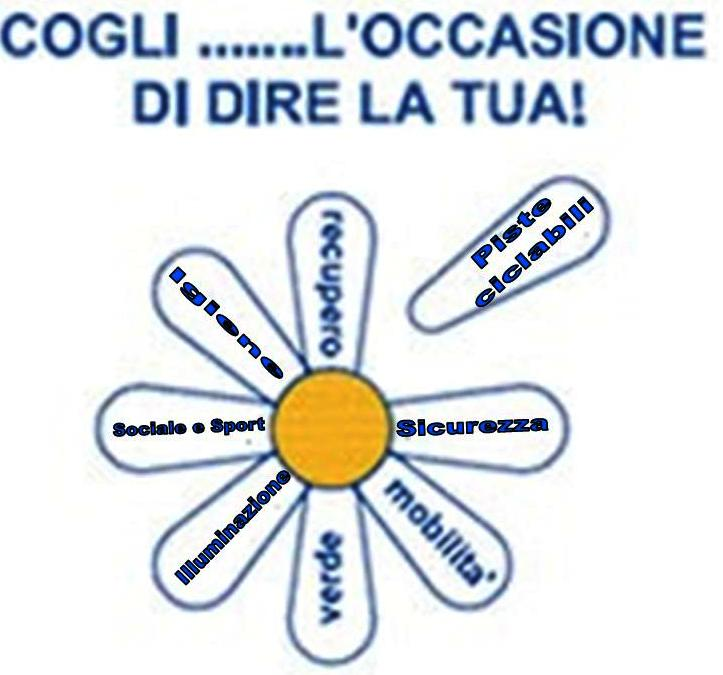 COGLI .......L'OCCASIONE
DI DIRE LA TUA!
recupero
Piste
ciclabili
Igiene
Sociale e Sport
Sicurezza
Illuminazione
mobilita'
verde